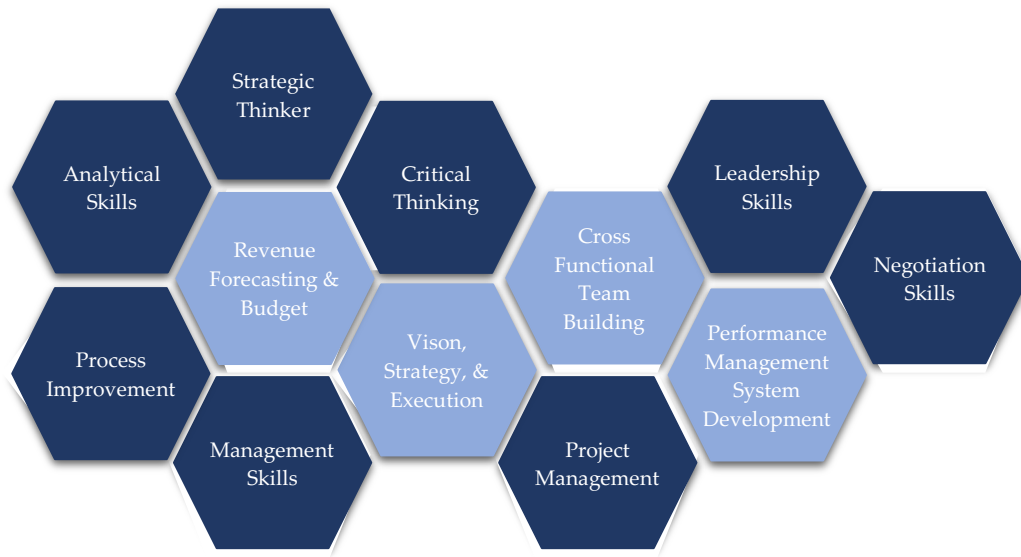 Strategic
Thinker
Analytical
Skills
Critical
Thinking
Leadership
Skills
Revenue
Forecasting &
Budget
Cross
Functional
Team
Building
Negotiation
Skills
Process
Improvement
Vison,
Strategy, &
Execution
Performance
Management
System
Development
Management
Skills
Project
Management